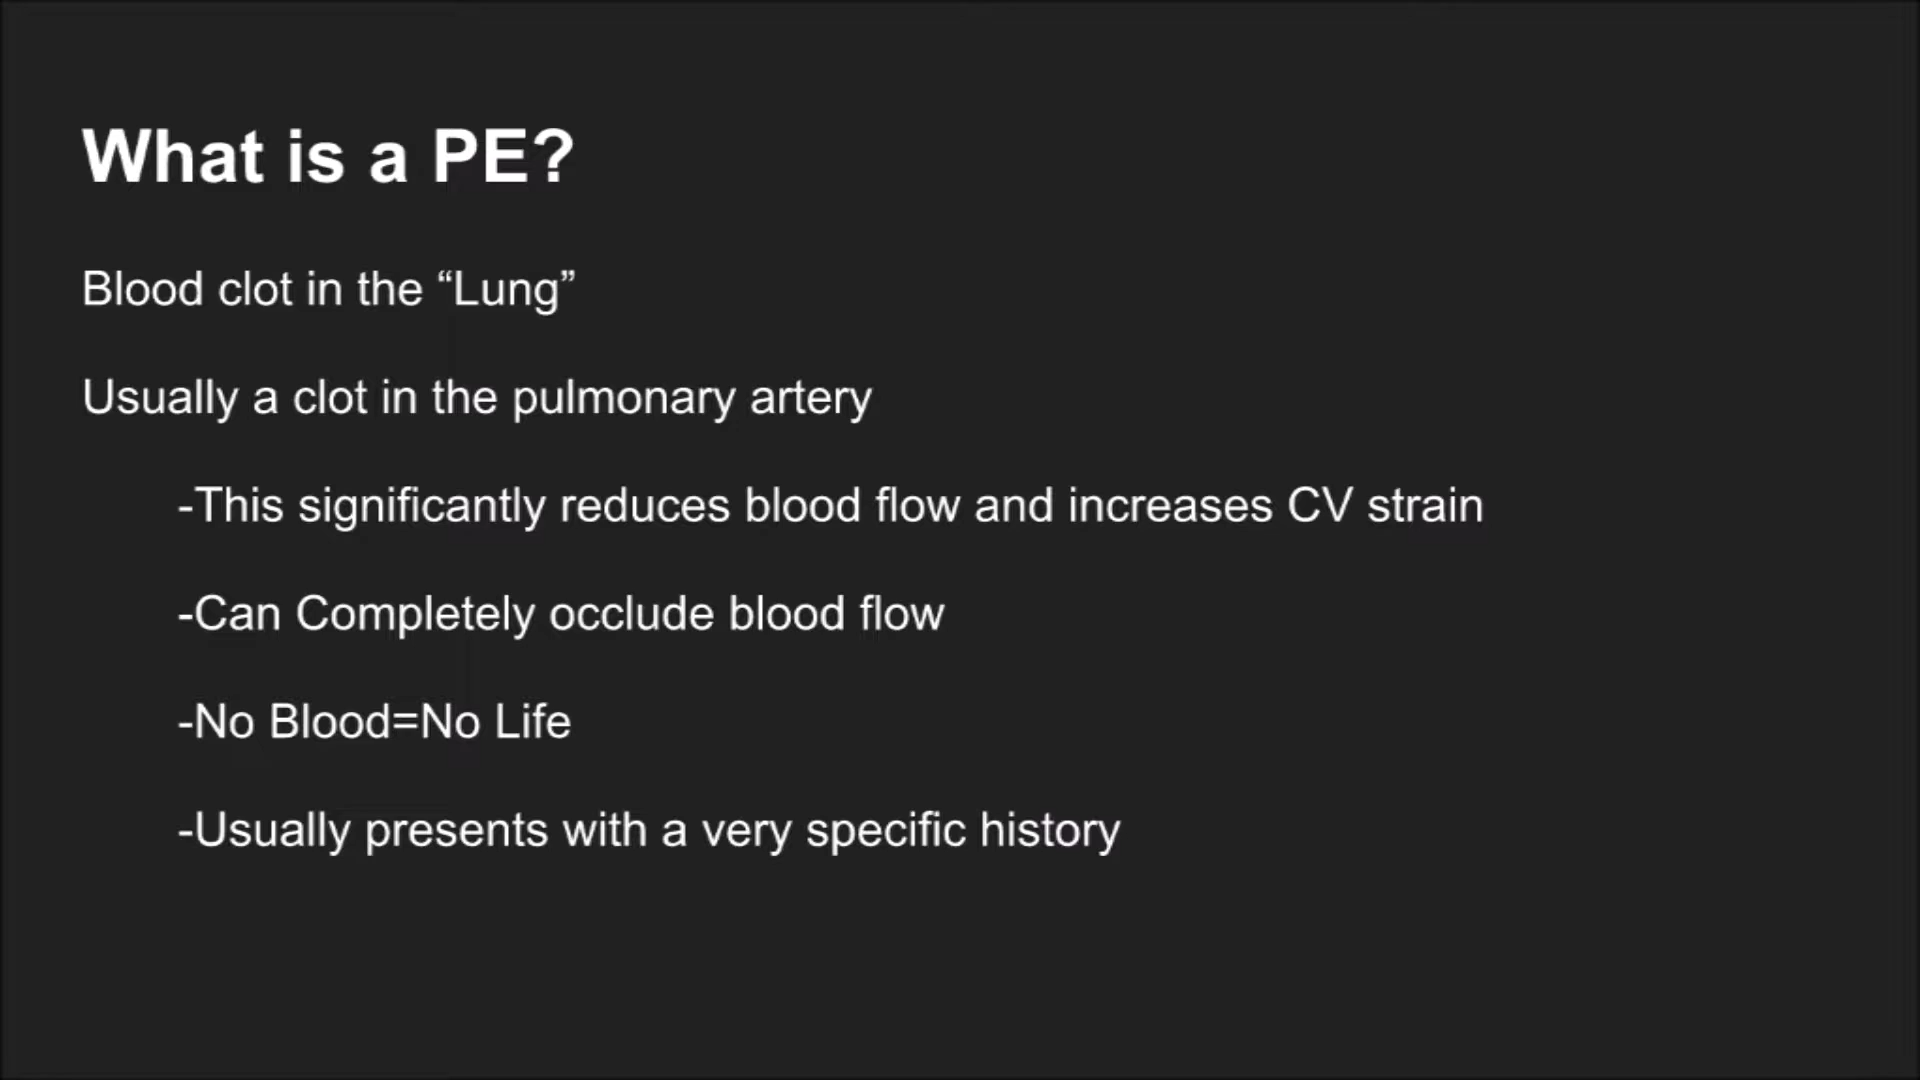 What is a PE?
Blood clot in the “Lung”
Usually a clot in the pulmonary artery
-This significantly reduces blood flow and increases CV strain
-Can Completely occlude blood flow
-No Blood=No Life
-Usually presents with a very specific history